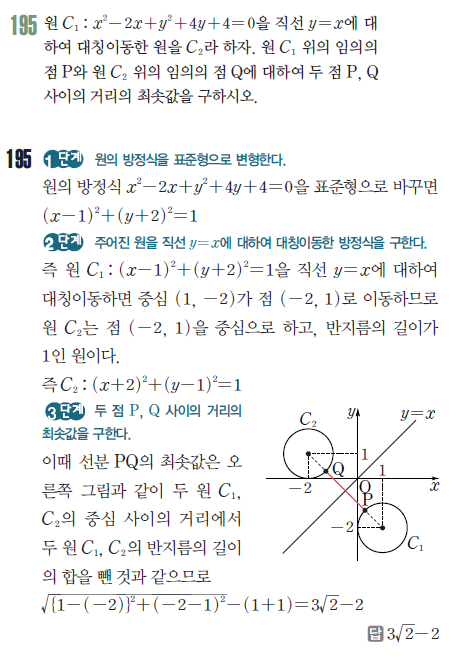 195 원 C₁ : x²-2x+y²+4y+4=0을 직선 y=x에 대
하여 대칭이동한 원을 C₂라 하자. 원 C₁ 위의 임의의
점 P와 원 C₂ 위의 임의의 점 Q에 대하여 두 점 P, Q
사이의 거리의 최솟값을 구하시오.
195 1단계 원의 방정식을 표준형으로 변형한다.
원의 방정식 x²-2x+y²+4y+4=0을 표준형으로 바꾸면
(x-1)²+(y+2)²=1
2단계 주어진 원을 직선 y=x에 대하여 대칭이동한 방정식을 구한다.
즉 원 C₁ : (x-1)²+(y+2)²=1을 직선 y=x에 대하여
대칭이동하면 중심 (1, -2)가 점 (-2, 1)로 이동하므로
원 C₂는 점 (-2, 1)을 중심으로 하고, 반지름의 길이가
1인 원이다.
즉 C₂ : (x+2)²+(y-1)²=1
3단계 두 점 P, Q 사이의 거리의
최솟값을 구한다.
이때 선분 PQ의 최솟값은 오
른쪽 그림과 같이 두 원 C₁,
C₂의 중심 사이의 거리에서
두 원 C₁, C₂의 반지름의 길이
의 합을 뺀 것과 같으므로
C₂ y y=x
1
Q 1
-2 O x
P
-2
C₁
√{1-(-2)}²+(-2-1)²-(1+1)=3√2-2
답 3√2-2